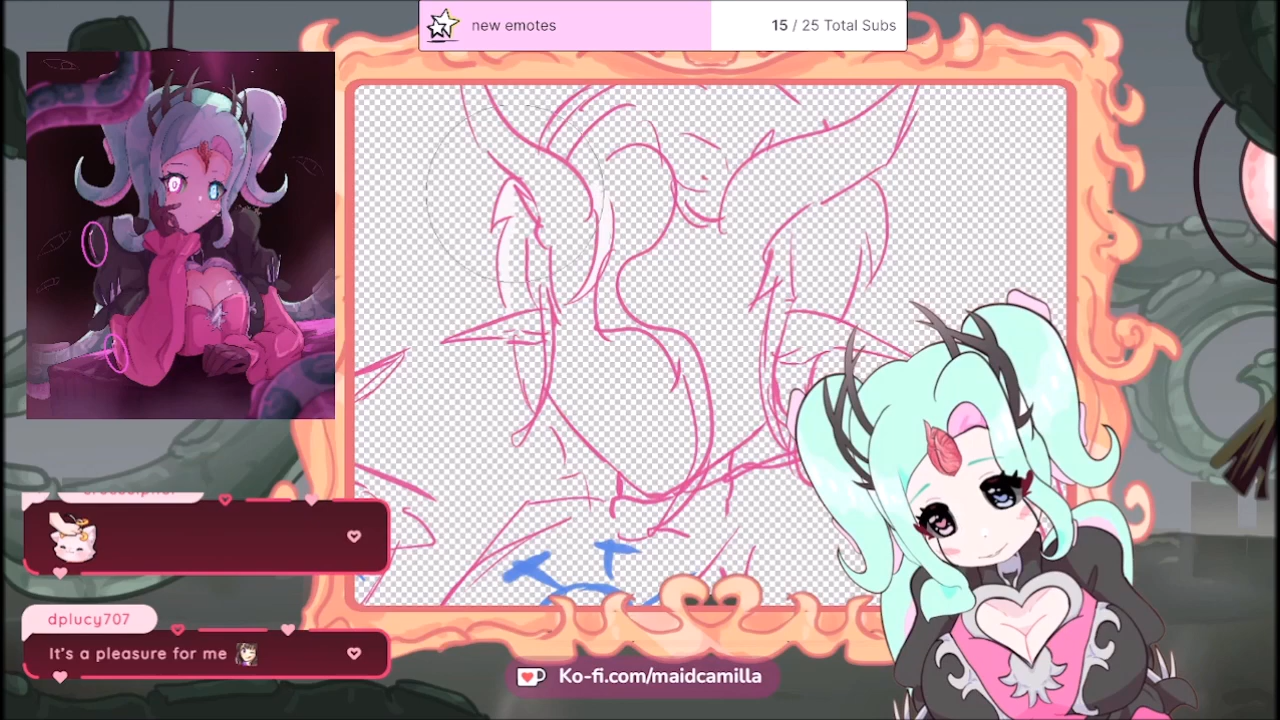 new emotes
15 / 25 Total Subs
dplucy707
It's a pleasure for me
Ko-fi.com/maidcamilla